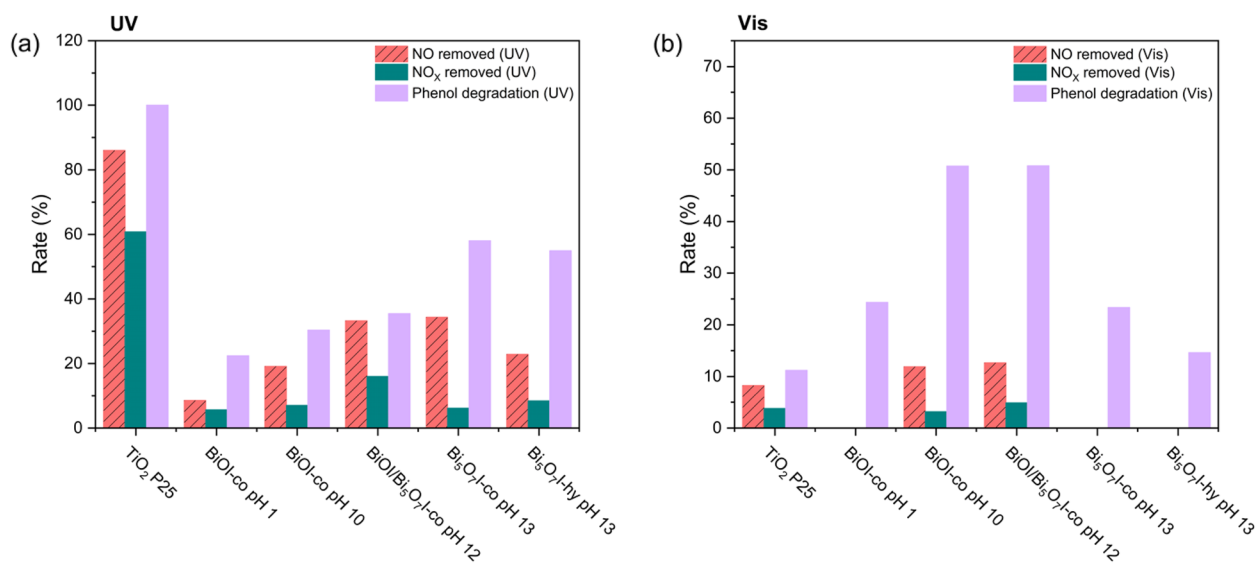 UV
(a)
120
100
80
60
40
20
0
Rate (%)
NO removed (UV)
NOX removed (UV)
Phenol degradation (UV)
TiO2 P25
BiOI-co pH 1
BiOI-co pH 10
BiOI/Bi5O7I-co pH 12
Bi5O7I-co pH 13
Bi5O7I-hy pH 13
Vis
(b)
70
60
50
40
30
20
10
0
Rate (%)
NO removed (Vis)
NOX removed (Vis)
Phenol degradation (Vis)
TiO2 P25
BiOI-co pH 1
BiOI-co pH 10
BiOI/Bi5O7I-co pH 12
Bi5O7I-co pH 13
Bi5O7I-hy pH 13